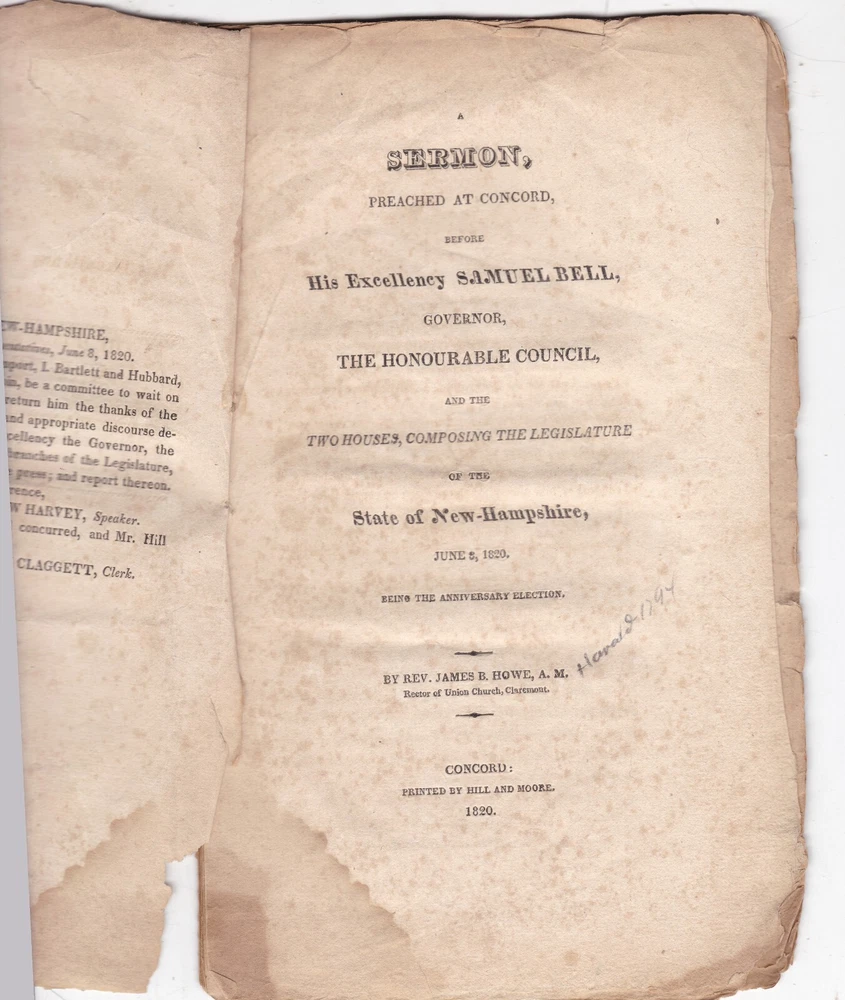 EW-HAMPSHIRE,
June 8, 1820.
I. Bartlett and Hubbard,
be a committee to wait on
return him the thanks of the
and appropriate discourse de-
cellency the Governor, the
branches of the Legislature,
press; and report thereon.
rence,
W HARVEY, Speaker.
concurred, and Mr. Hill
CLAGGETT, Clerk.
A
SERMON,
PREACHED AT CONCORD,
BEFORE
His Excellency SAMUEL BELL,
GOVERNOR,
THE HONOURABLE COUNCIL,
AND THE
TWO HOUSES, COMPOSING THE LEGISLATURE
OF THE
State of New-Hampshire,
JUNE 8, 1820.
BEING THE ANNIVERSARY ELECTION.
BY REV. JAMES B. HOWE, A. M.
Rector of Union Church, Claremont.
CONCORD:
PRINTED BY HILL AND MOORE.
1820.